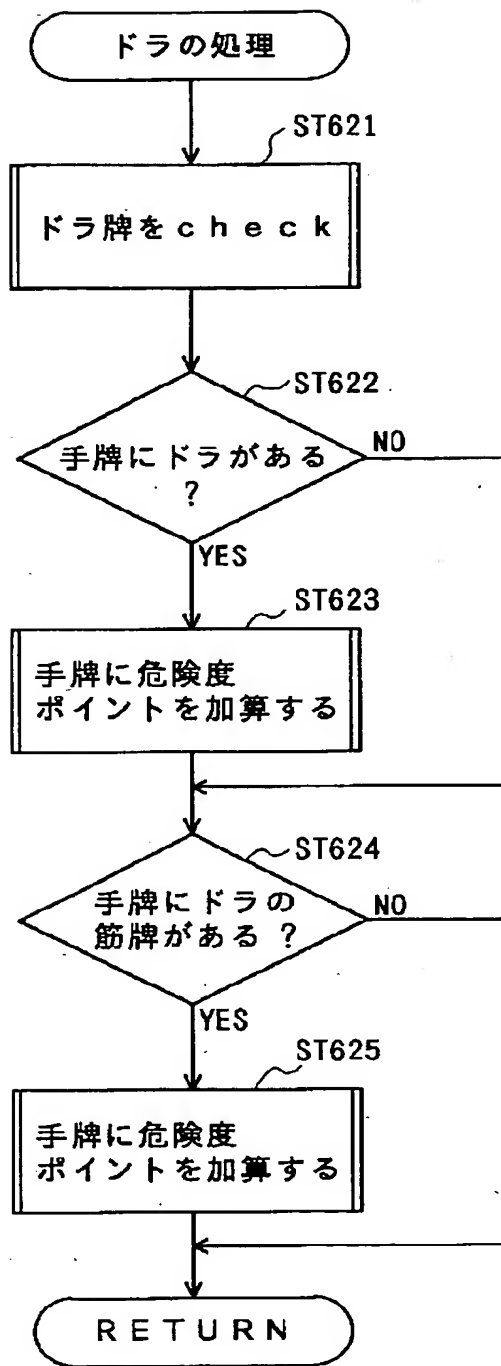 ドラの処理
ST621
ドラ牌をcheck
ST622
手牌にドラがある
?
NO
YES
ST623
手牌に危険度
ポイントを加算する
ST624
手牌にドラの
筋牌がある ?
NO
YES
ST625
手牌に危険度
ポイントを加算する
RETURN